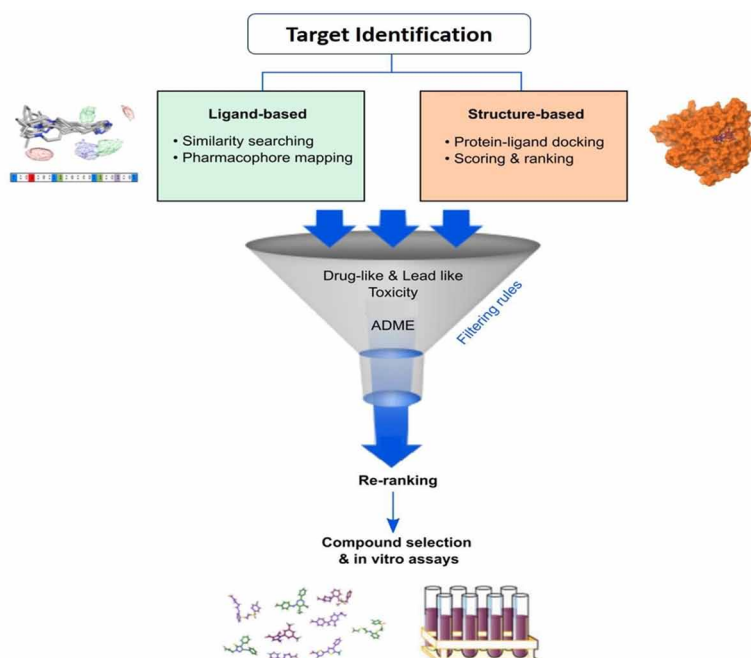 Target Identification
Ligand-based
• Similarity searching
• Pharmacophore mapping
Structure-based
• Protein-ligand docking
• Scoring & ranking
Drug-like & Lead like
Toxicity
ADME
Filtering rules
Re-ranking
Compound selection
& in vitro assays